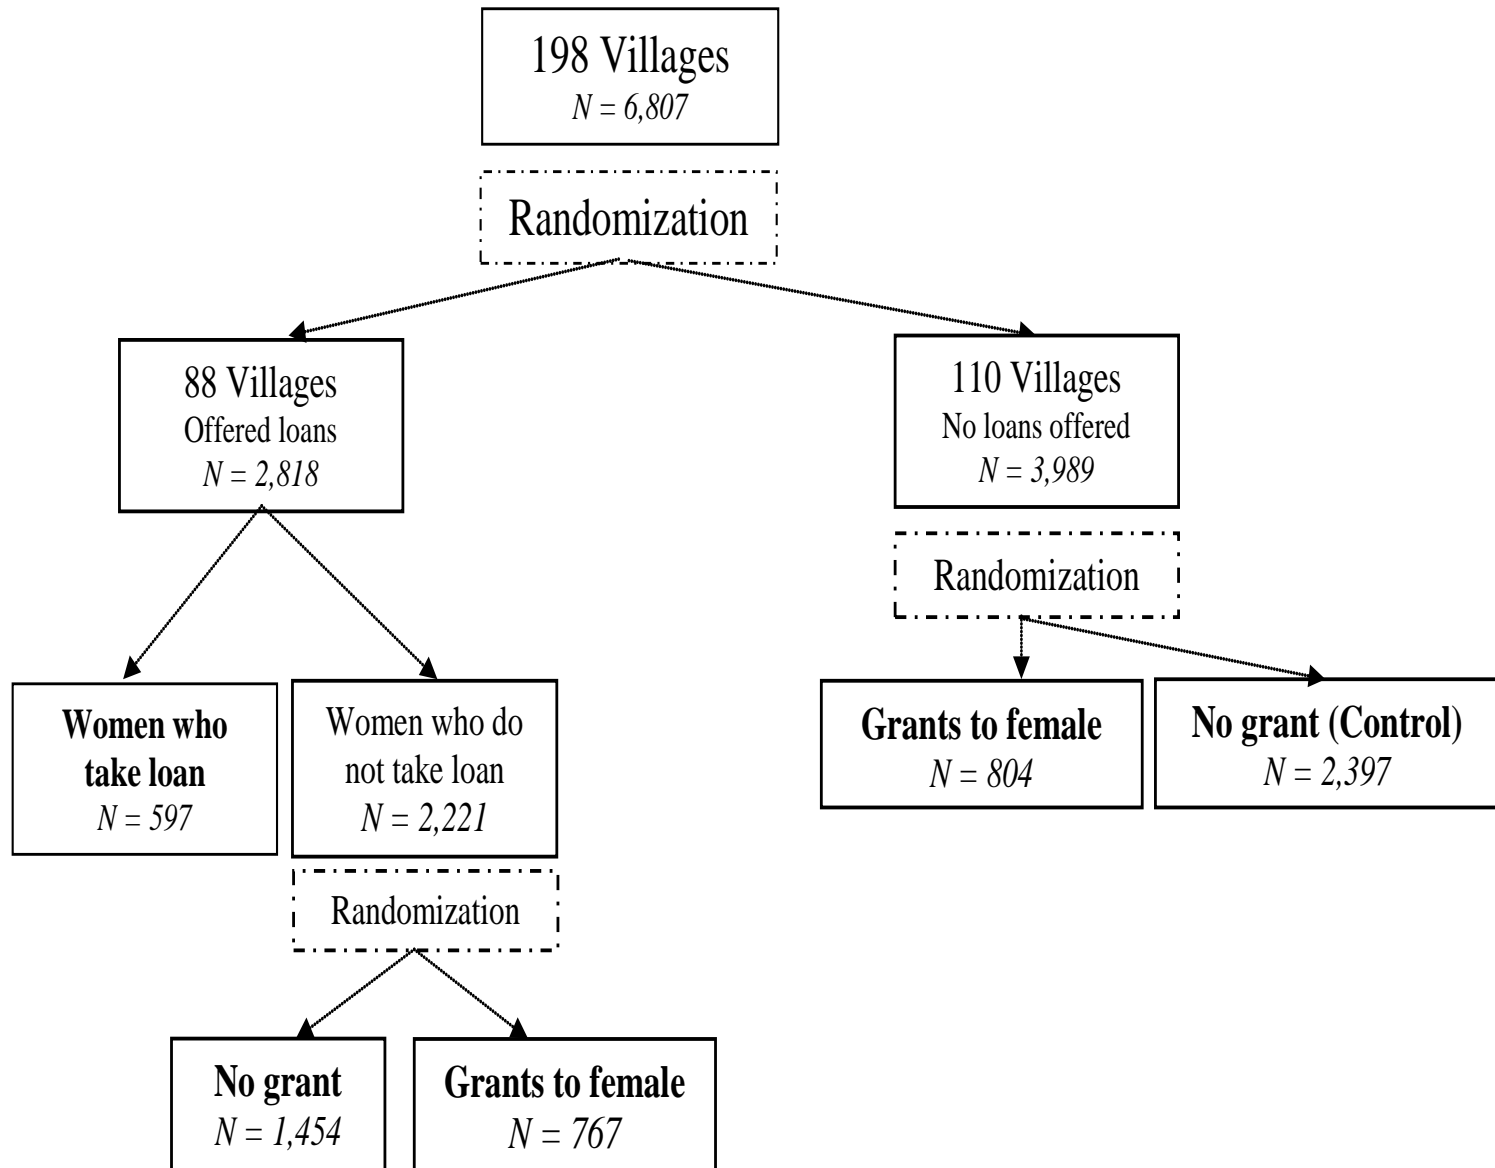 198 Villages
N = 6,807
Randomization
88 Villages
Offered loans
N = 2,818
110 Villages
No loans offered
N = 3,989
Randomization
Women who
take loan
N = 597
Women who do
not take loan
N = 2,221
Grants to female
N = 804
No grant (Control)
N = 2,397
Randomization
No grant
N = 1,454
Grants to female
N = 767